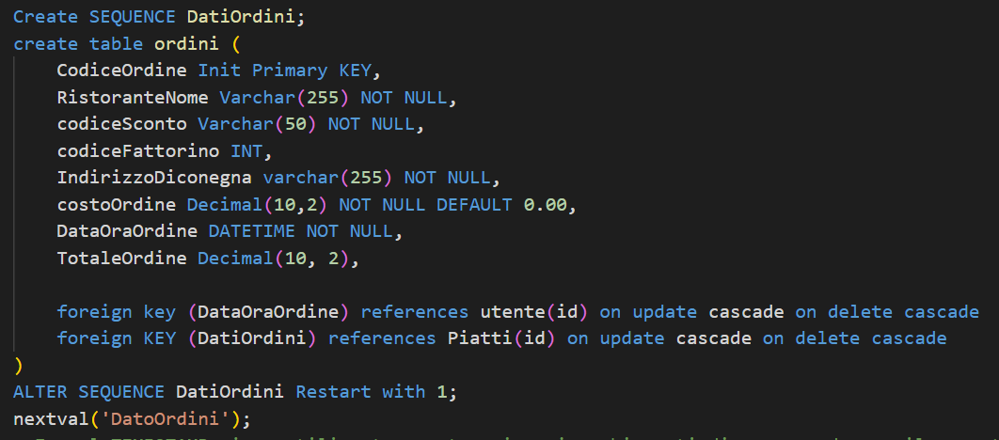 Create SEQUENCE DatiOrdini;
create table ordini (
CodiceOrdine Init Primary KEY,
RistoranteNome Varchar(255) NOT NULL,
codiceSconto Varchar(50) NOT NULL,
codiceFattorino INT,
IndirizzoDiconegna varchar(255) NOT NULL,
costoOrdine Decimal(10,2) NOT NULL DEFAULT 0.00,
DataOraOrdine DATETIME NOT NULL,
TotaleOrdine Decimal(10, 2),
foreign key (DataOraOrdine) references utente(id) on update cascade on delete cascade
foreign KEY (DatiOrdini) references Piatti(id) on update cascade on delete cascade
)
ALTER SEQUENCE DatiOrdini Restart with 1;
nextval('DatoOrdini');